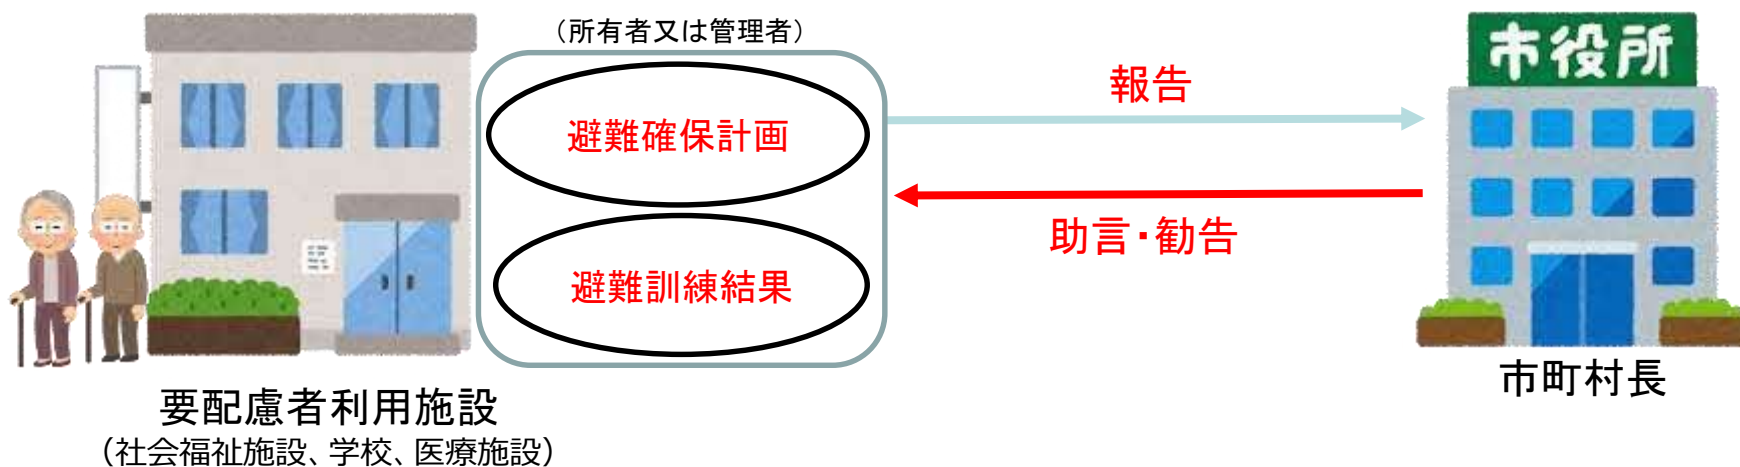 （所有者又は管理者）
避難確保計画
避難訓練結果
報告
助言・勧告
市役所
市町村長
要配慮者利用施設
（社会福祉施設、学校、医療施設）